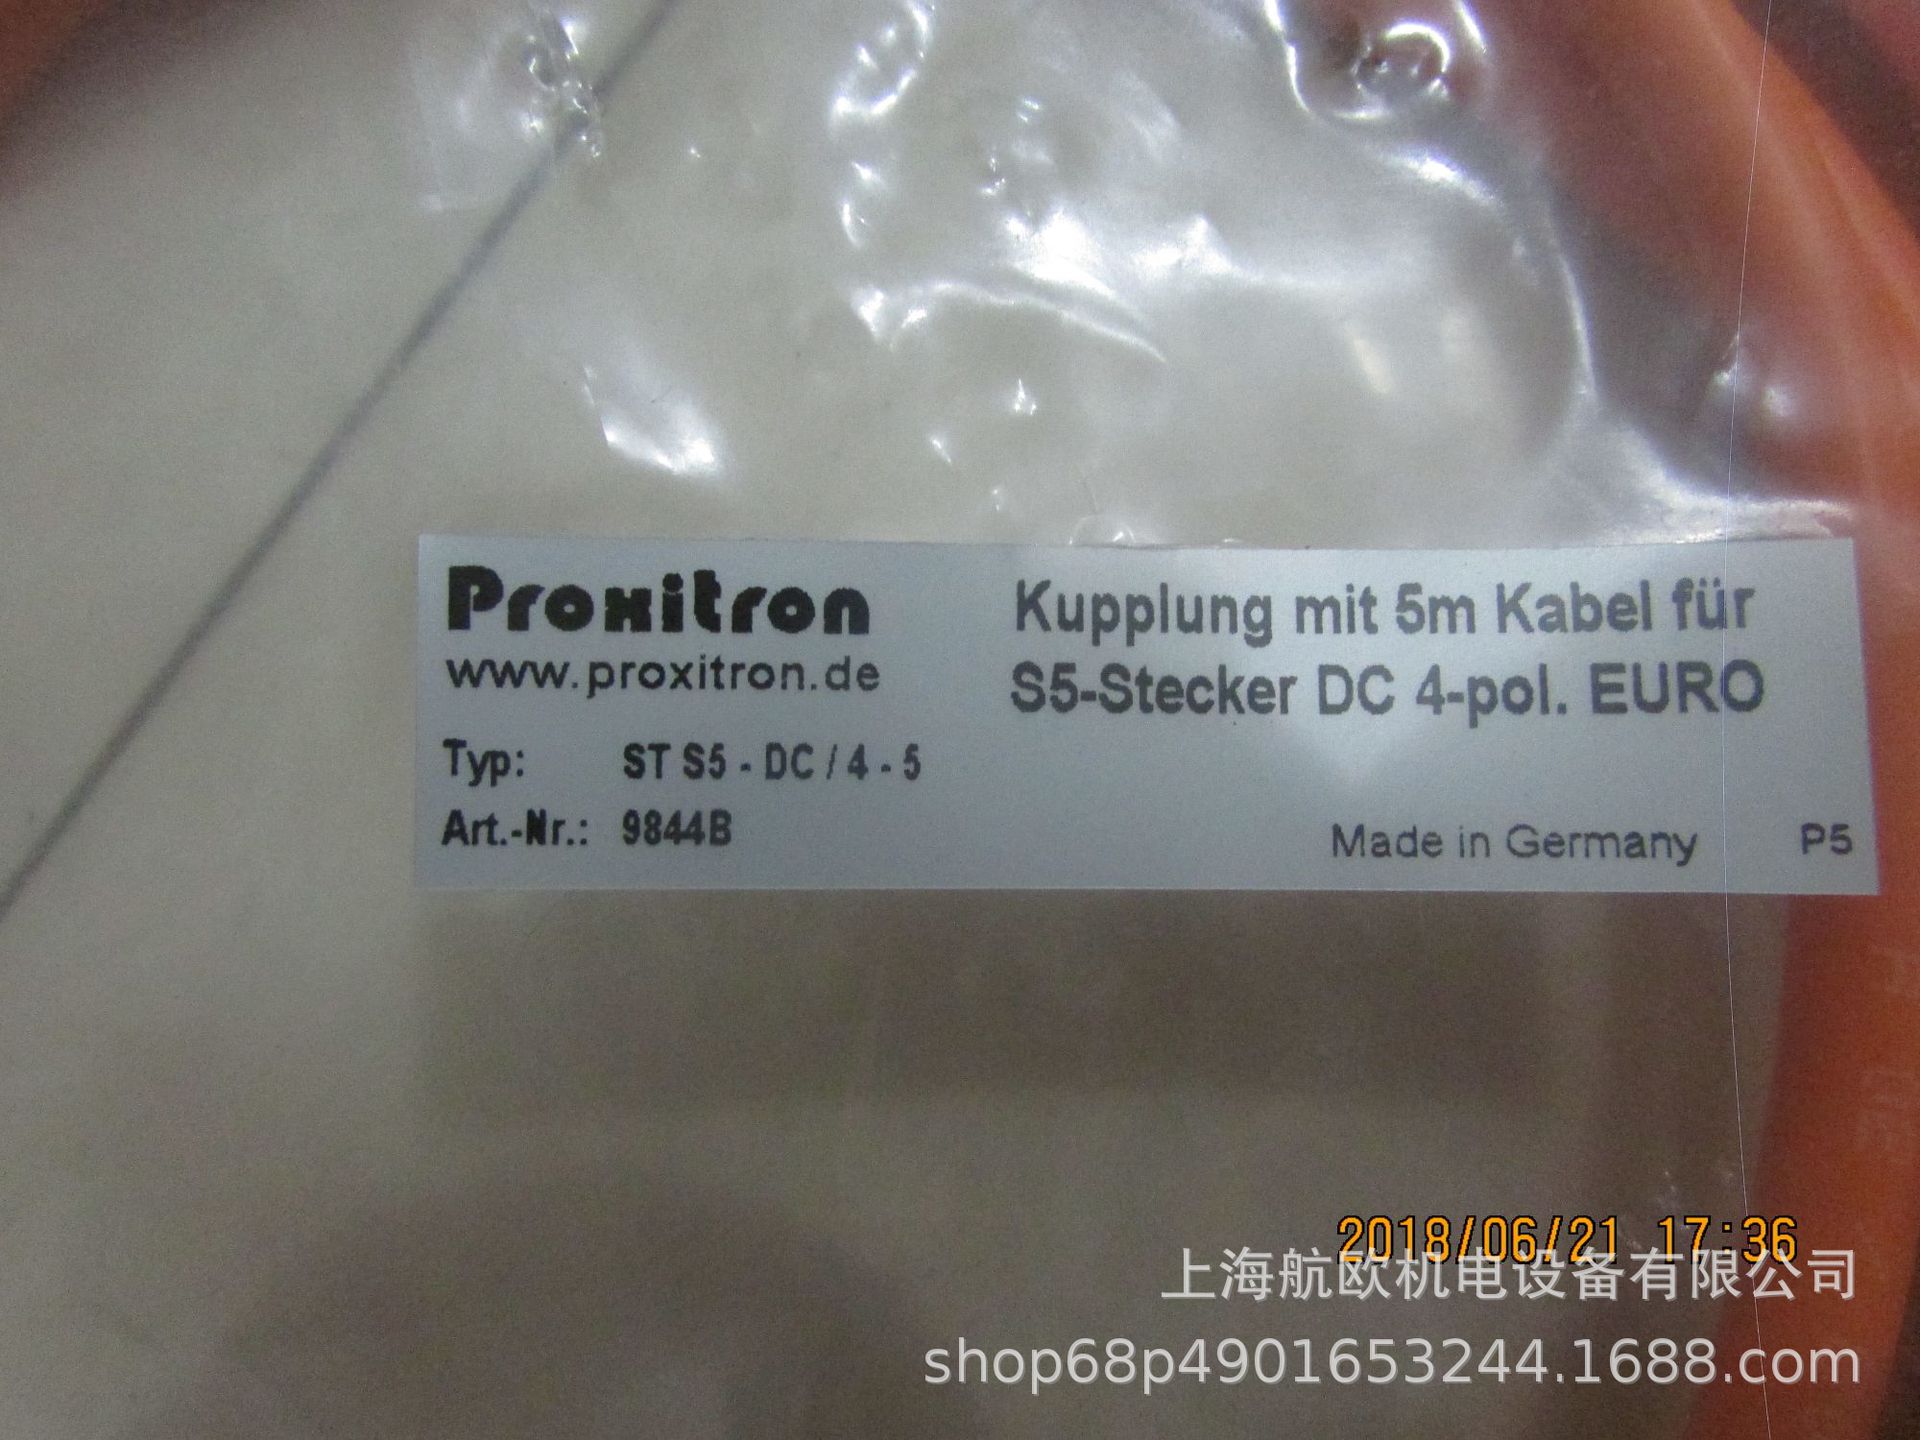 Proxitron
www.proxitron.de
Typ: ST S5 - DC / 4 - 5
Art.-Nr.: 9844B
Kupplung mit 5m Kabel für
S5-Stecker DC 4-pol. EURO
Made in Germany P5
2018/06/21 17:36
上海航欧机电设备有限公司
shop68p4901653244.1688.com